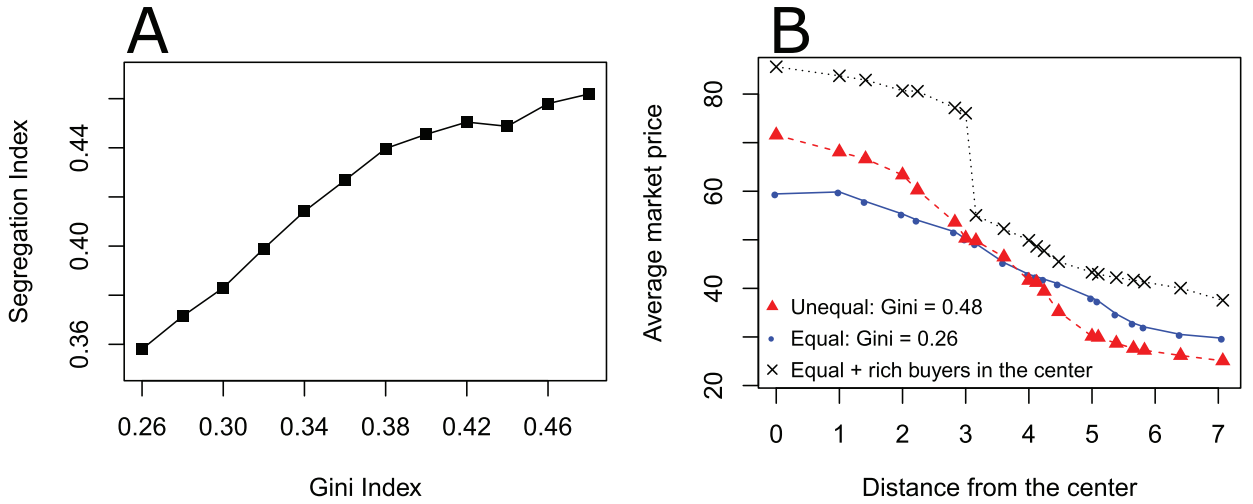 A
Segregation Index
0.44
0.40
0.36
0.26 0.30 0.34 0.38 0.42 0.46
Gini Index
B
Average market price
80
60
40
20
Unequal: Gini = 0.48
Equal: Gini = 0.26
Equal + rich buyers in the center
0 1 2 3 4 5 6 7
Distance from the center